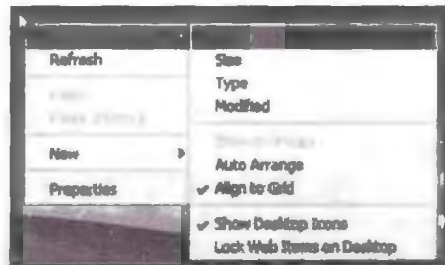 Refresh
New
Properties
Size
Type
Modified
Auto Arrange
Align to Grid
Show Desktop Icons
Lock Web Items on Desktop